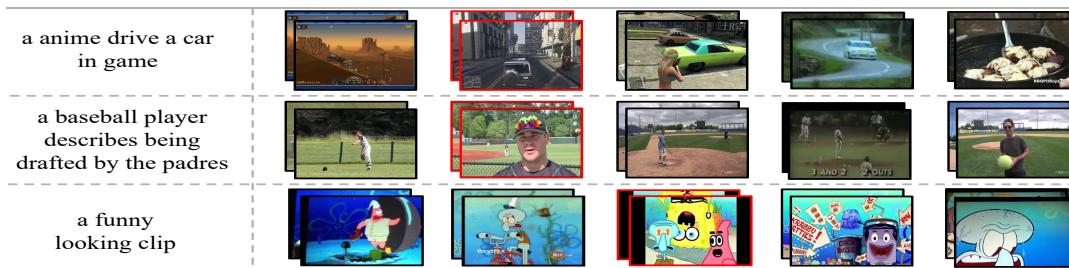 a anime drive a car
in game
BBQPitBoys
a baseball player
describes being
drafted by the padres
3 AND 2 2 OUTS
a funny
looking clip